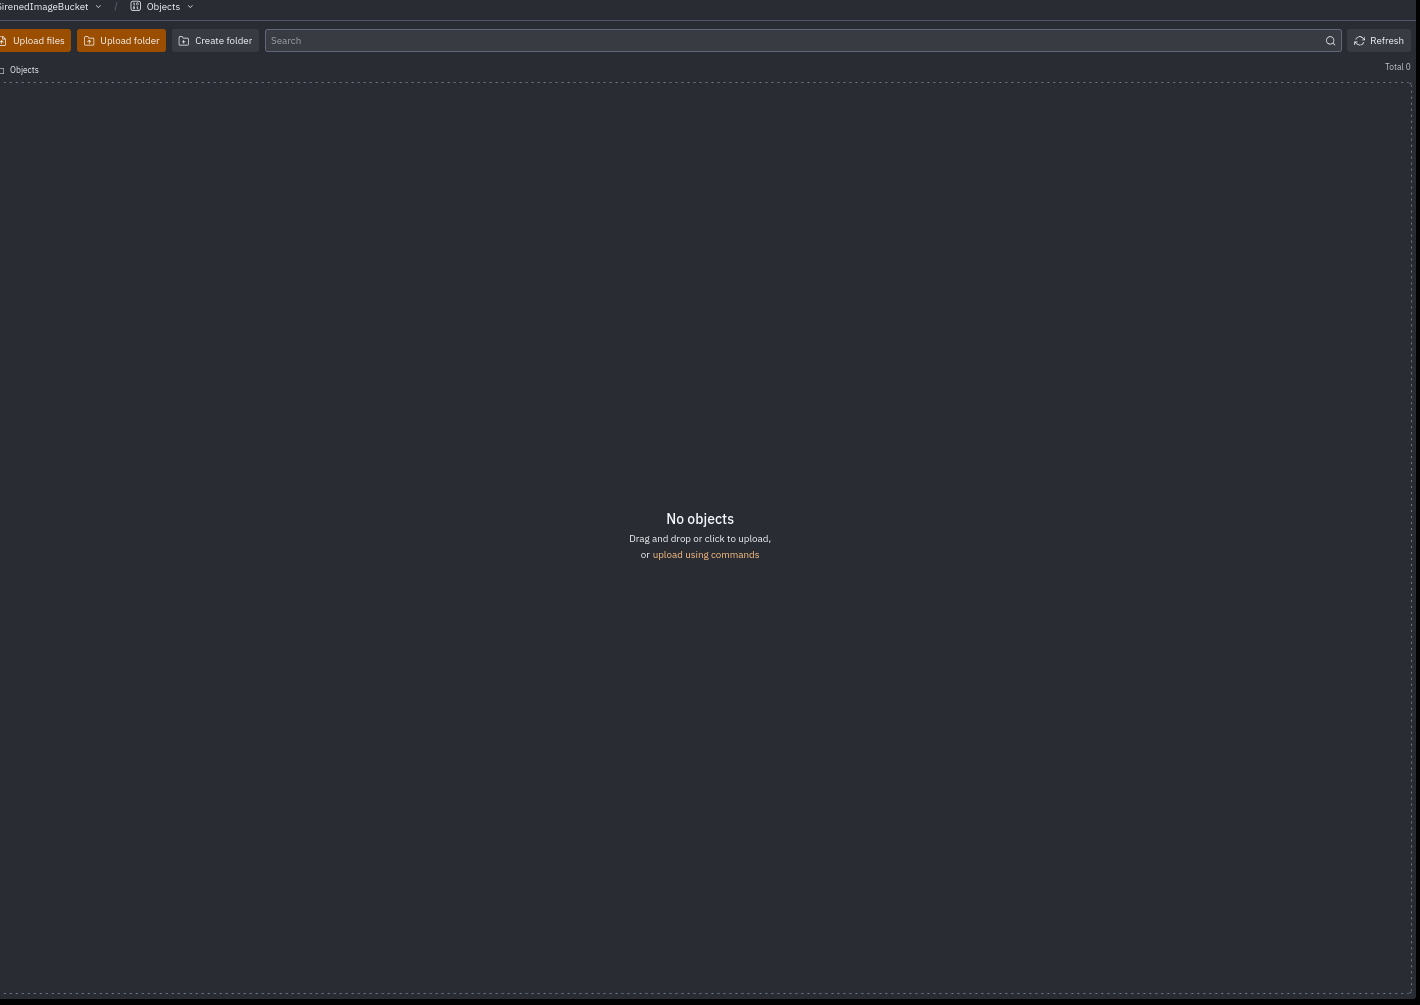 SirenedImageBucket / Objects
Upload files Upload folder Create folder Search Refresh
Objects Total 0
No objects
Drag and drop or click to upload,
or upload using commands